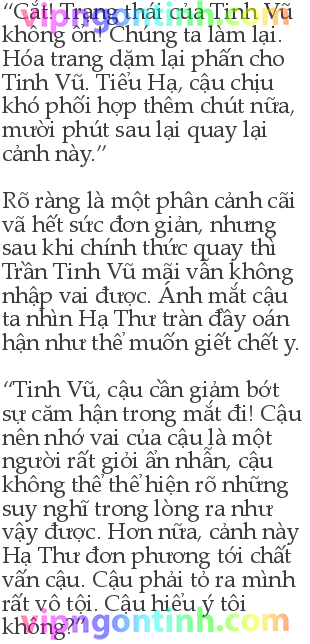 “Cắt! Trạng thái của Tinh Vũ
không ổn! Chúng ta làm lại.
Hóa trang dặm lại phấn cho
Tinh Vũ. Tiểu Hạ, cậu chịu
khó phối hợp thêm chút nữa,
mười phút sau lại quay lại
cảnh này.”
Rõ ràng là một phân cảnh cãi
vã hết sức đơn giản, nhưng
sau khi chính thức quay thì
Trần Tinh Vũ mãi vẫn không
nhập vai được. Ánh mắt cậu
ta nhìn Hạ Thư tràn đầy oán
hận như thể muốn giết chết y.
“Tinh Vũ, cậu cần giảm bớt
sự căm hận trong mắt đi! Cậu
nên nhớ vai của cậu là một
người rất giỏi ẩn nhẫn, cậu
không thể thể hiện rõ những
suy nghĩ trong lòng ra như
vậy được. Hơn nữa, cảnh này
Hạ Thư đơn phương tới chất
vấn cậu. Cậu phải tỏ ra mình
rất vô tội. Cậu hiểu ý tôi
không?”
vipngontinh.com
vipngontinh.com